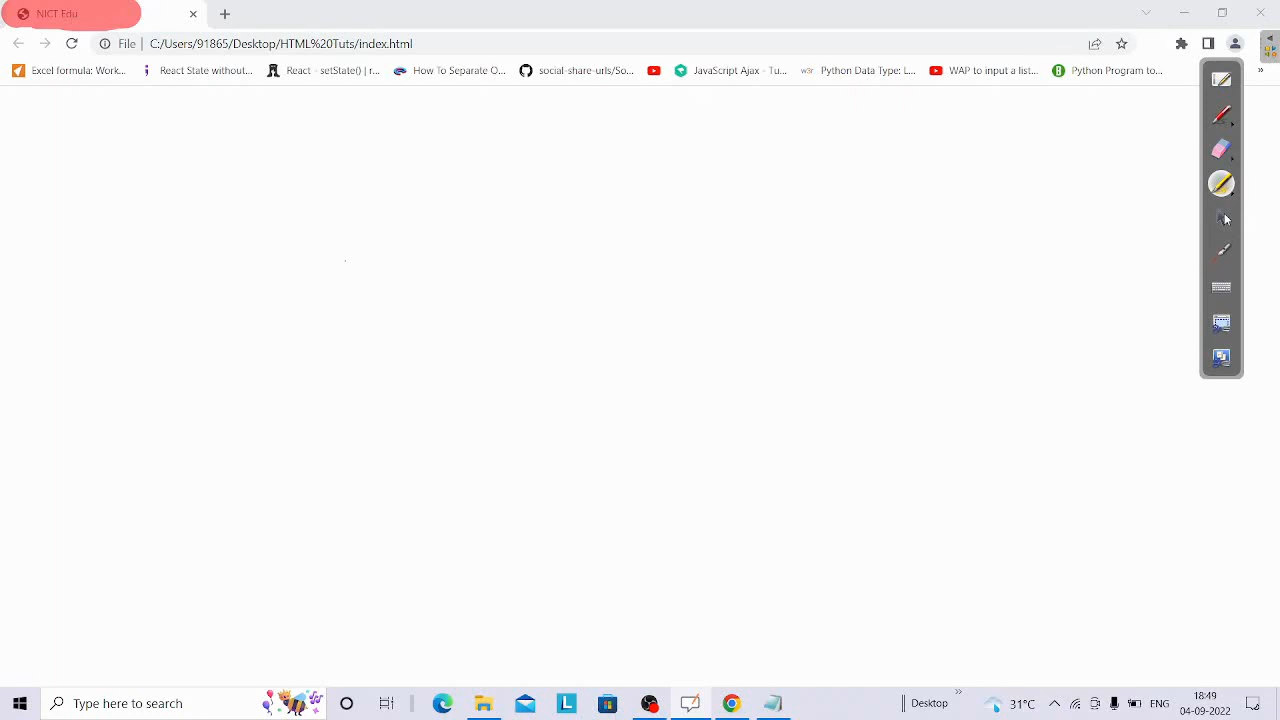 NICT Edu
File C:/Users/91865/Desktop/HTML%20Tuts/index.html
Excel formula: Work... React State without... React - setState() | r... How To Separate O... Social-share-urls/So... JavaScript Ajax - Tu... w3r Python Data Type: L... WAP to input a list... Python Program to... »
Type here to search Desktop » 31°C ENG 18:49
04-09-2022